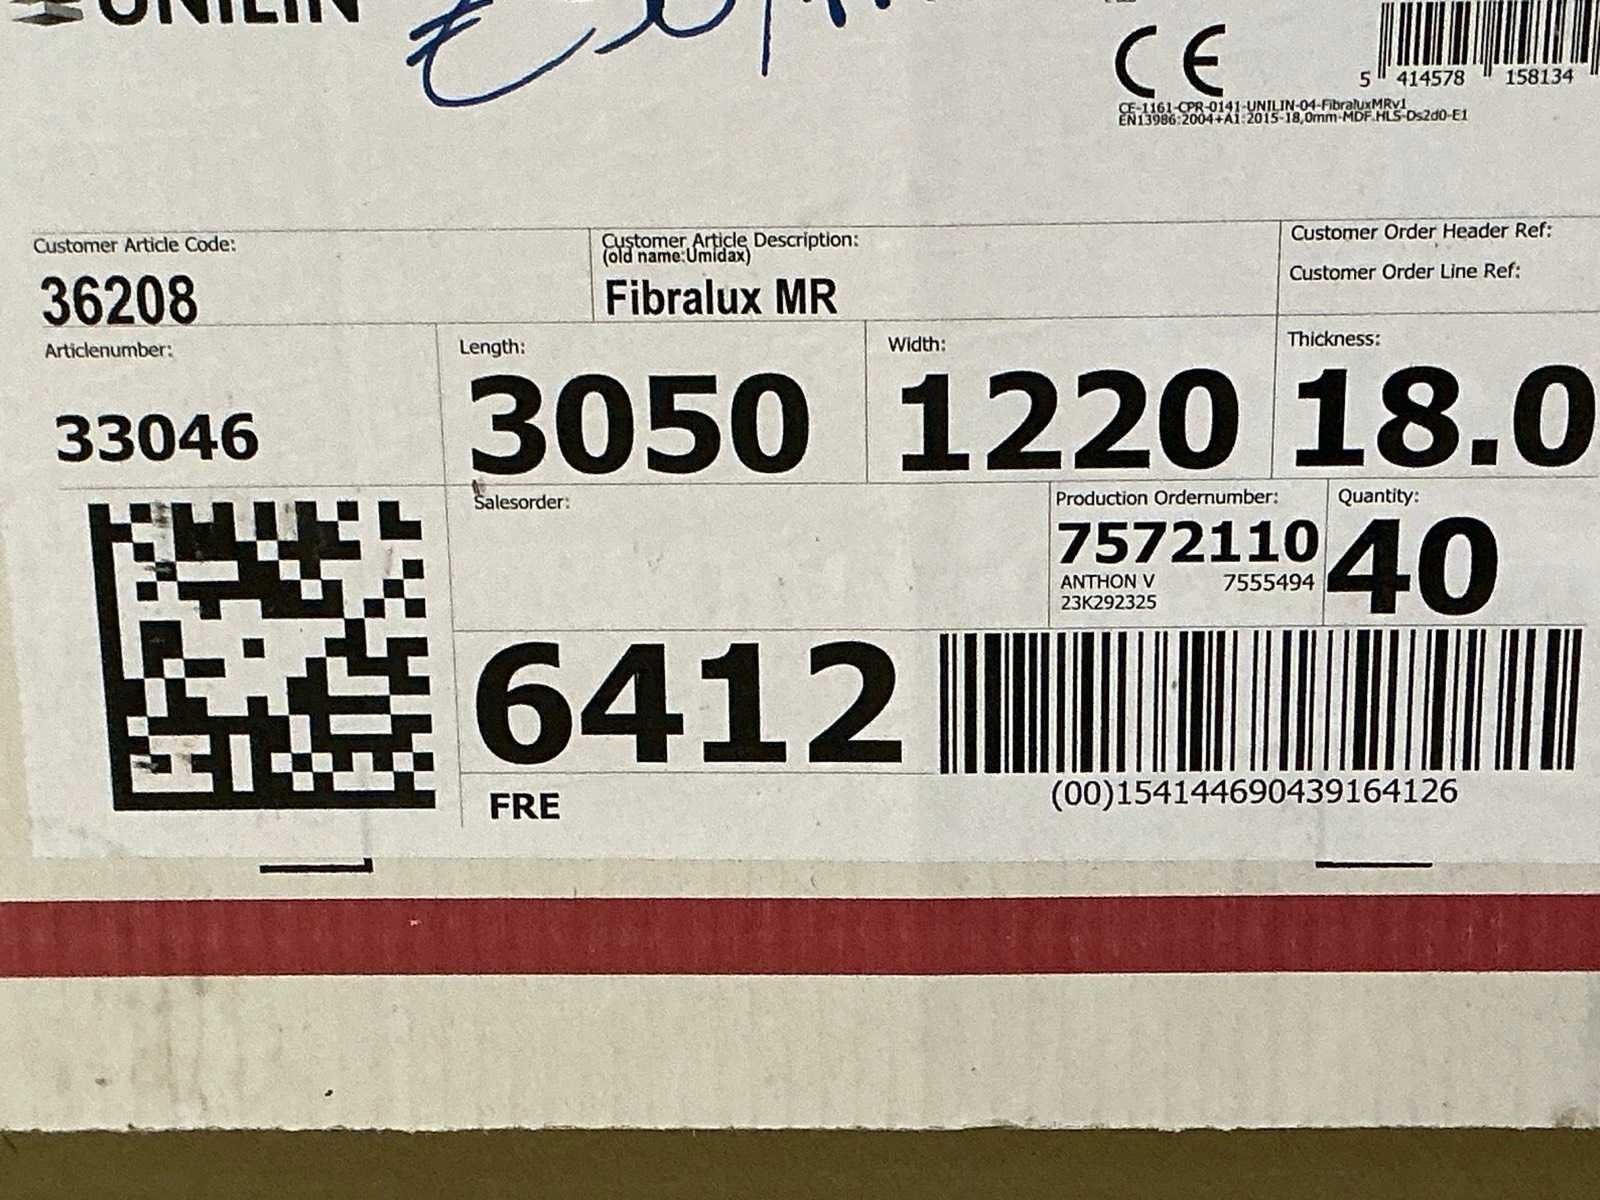 UNILIN
CE
5 414578 158134
CE-1161-CPR-0141-UNILIN-04-FibraluxMRv1
EN13986:2004+A1:2015-18,0mm-MDF.HLS-Ds2d0-E1
Customer Article Code:
36208
Customer Article Description:
(old name:Umidax)
Fibralux MR
Customer Order Header Ref:
Customer Order Line Ref:
Articlenumber:
33046
Length:
3050
Width:
1220
Thickness:
18.0
Salesorder:
Production Ordernumber:
7572110
ANTHON V 7555494
23K292325
Quantity:
40
6412
(00)154144690439164126
FRE